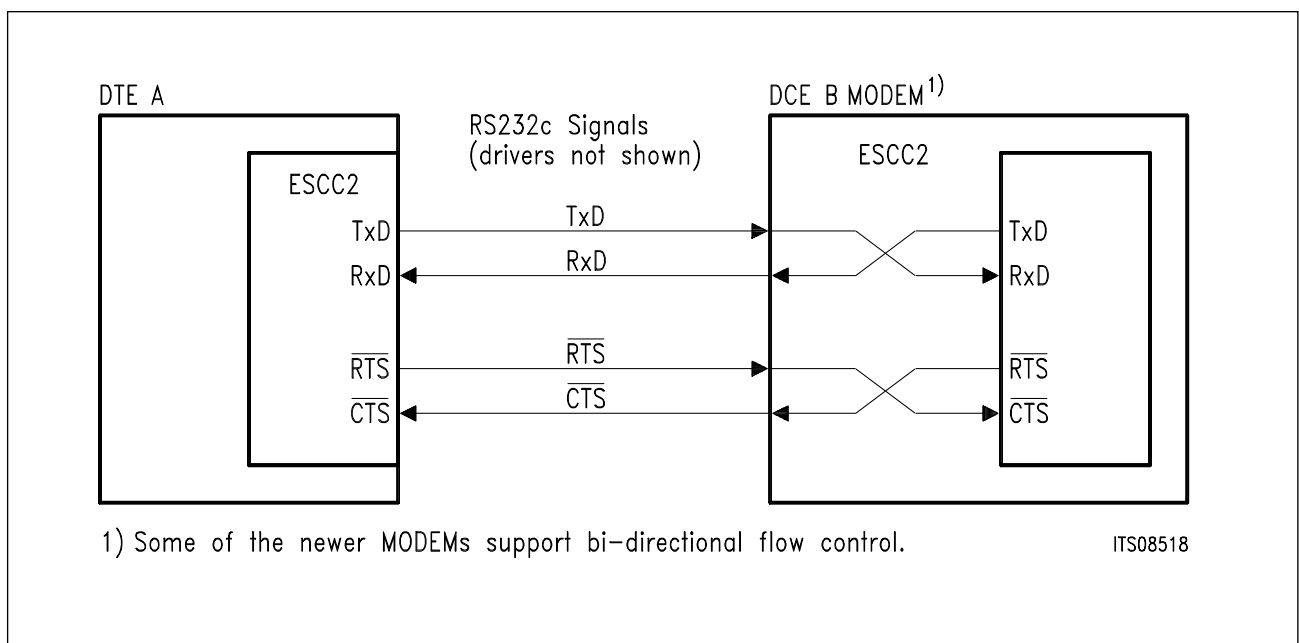 DTE A
DCE B MODEM1)
RS232c Signals
(drivers not shown)
ESCC2
ESCC2
TxD
TxD
TxD
RxD
RxD
RxD
RTS
RTS
RTS
CTS
CTS
CTS
1) Some of the newer MODEMs support bi-directional flow control.
ITS08518